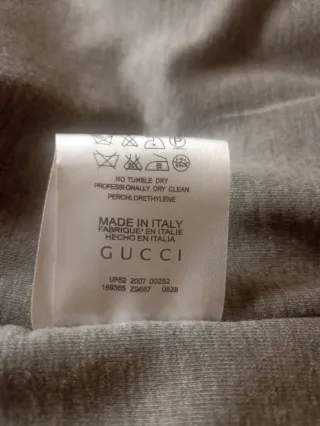 NO TUMBLE DRY
PROFESSIONALLY DRY CLEAN
PERCHLORETHYLENE
MADE IN ITALY
FABRIQUE' EN ITALIE
HECHO EN ITALIA
GUCCI
UP52 2007 00252
189365 Z9667 0828